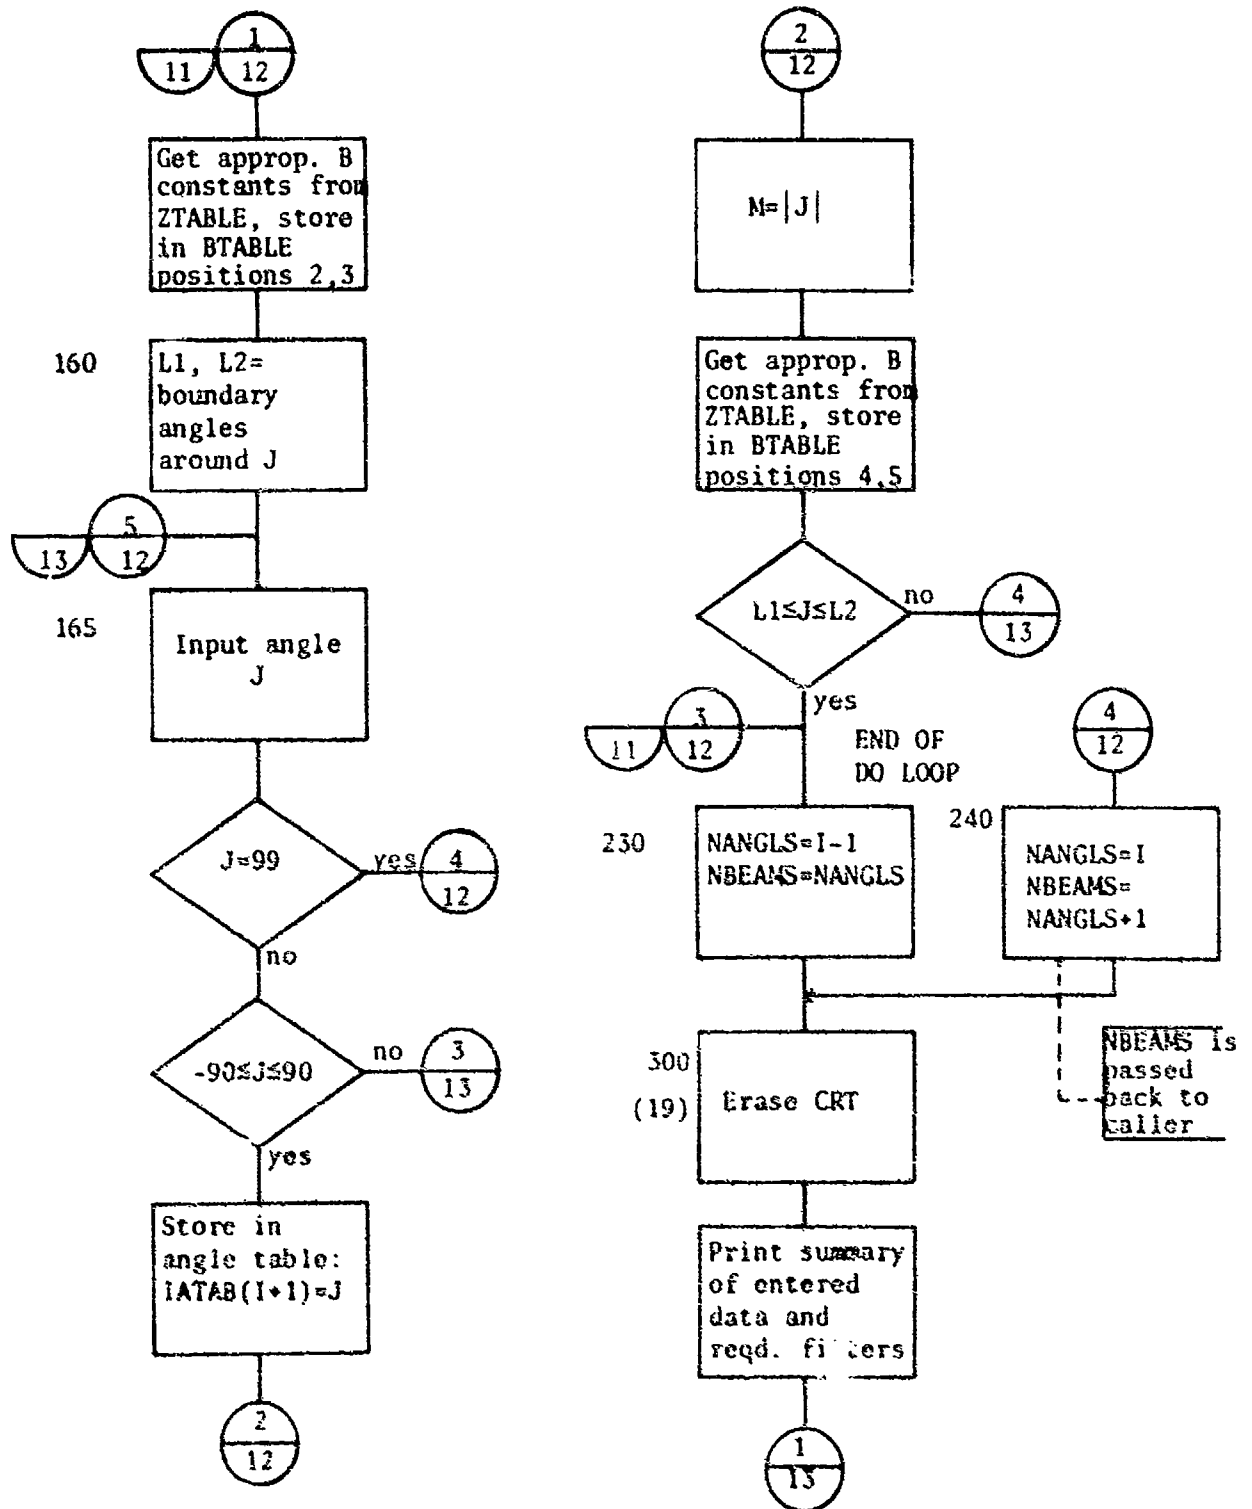 1
11
12
Get approp. B
constants from
ZTABLE, store
in BTABLE
positions 2,3
160
L1, L2=
boundary
angles
around J
5
13
12
165
Input angle
J
J=99
yes
4
12
no
-90≤J≤90
no
3
13
yes
Store in
angle table:
IATAB(I+1)=J
2
12
2
12
M=|J|
Get approp. B
constants from
ZTABLE, store
in BTABLE
positions 4,5
L1≤J≤L2
no
4
13
yes
3
11
12
END OF
DO LOOP
230
NANGLS=I-1
NBEAMS=NANGLS
4
12
240
NANGLS=I
NBEAMS=
NANGLS+1
NBEAMS is
passed
back to
caller
300
(19)
Erase CRT
Print summary
of entered
data and
reqd.
1
13